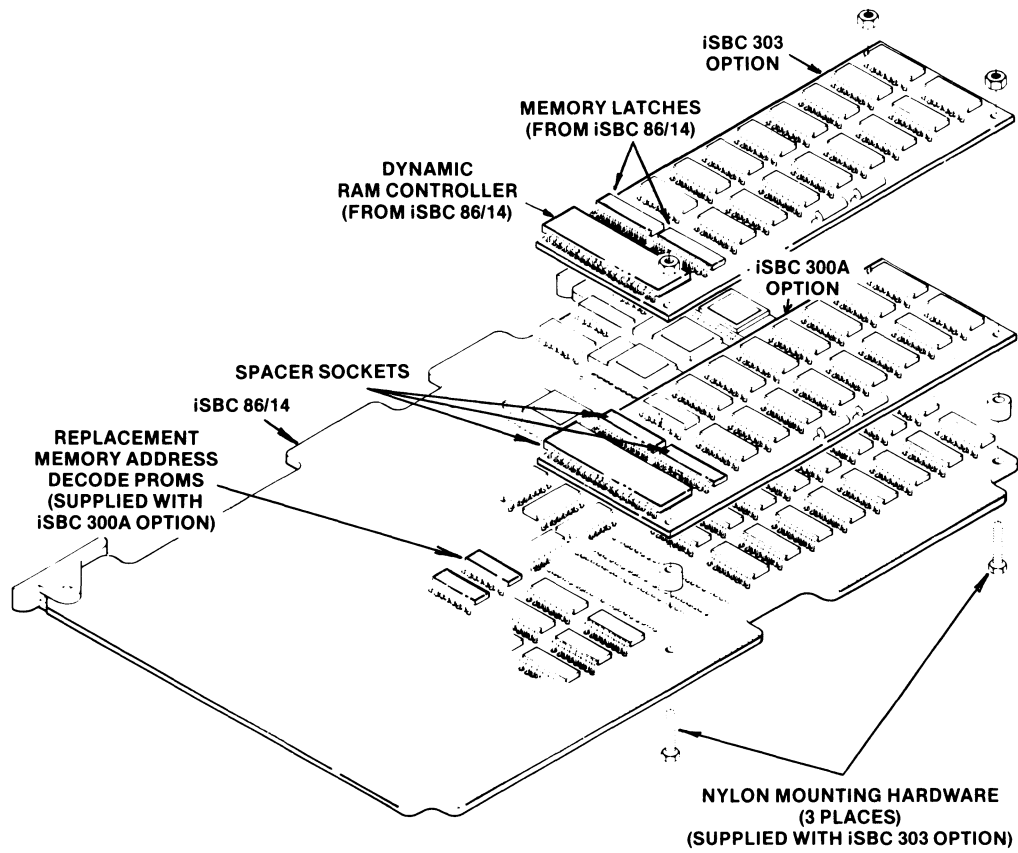 iSBC 303
OPTION
MEMORY LATCHES
(FROM iSBC 86/14)
DYNAMIC
RAM CONTROLLER
(FROM iSBC 86/14)
iSBC 300A
OPTION
SPACER SOCKETS
iSBC 86/14
REPLACEMENT
MEMORY ADDRESS
DECODE PROMS
(SUPPLIED WITH
iSBC 300A OPTION)
NYLON MOUNTING HARDWARE
(3 PLACES)
(SUPPLIED WITH iSBC 303 OPTION)